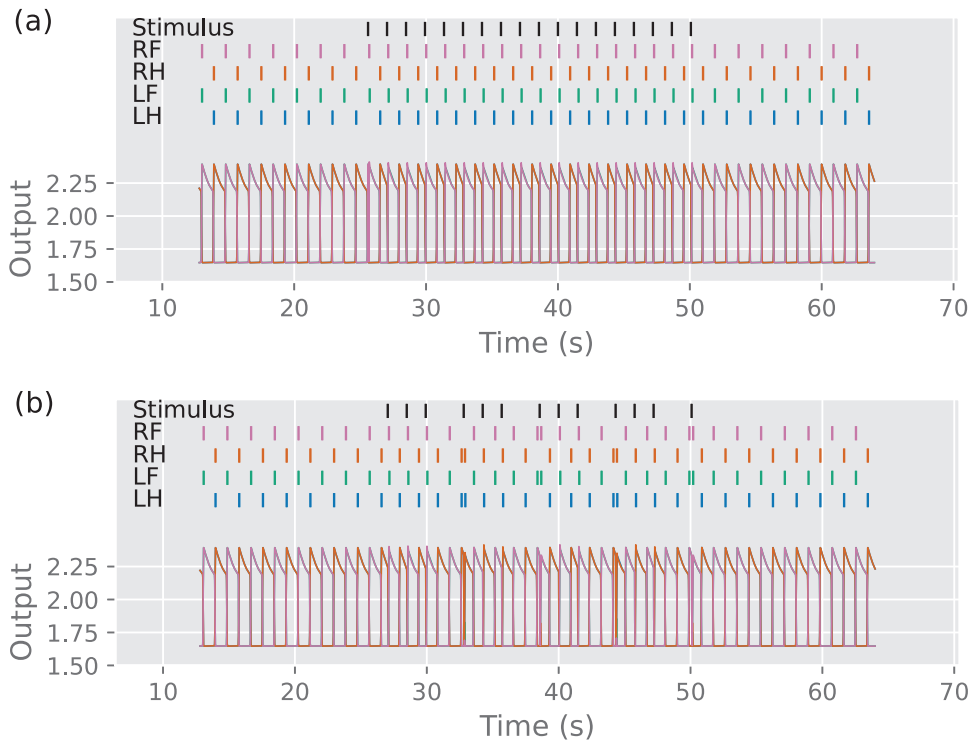 (a)
Stimulus
RF
RH
LF
LH
Output
2.25
2.00
1.75
1.50
10 20 30 40 50 60 70
Time (s)
(b)
Stimulus
RF
RH
LF
LH
Output
2.25
2.00
1.75
1.50
10 20 30 40 50 60 70
Time (s)